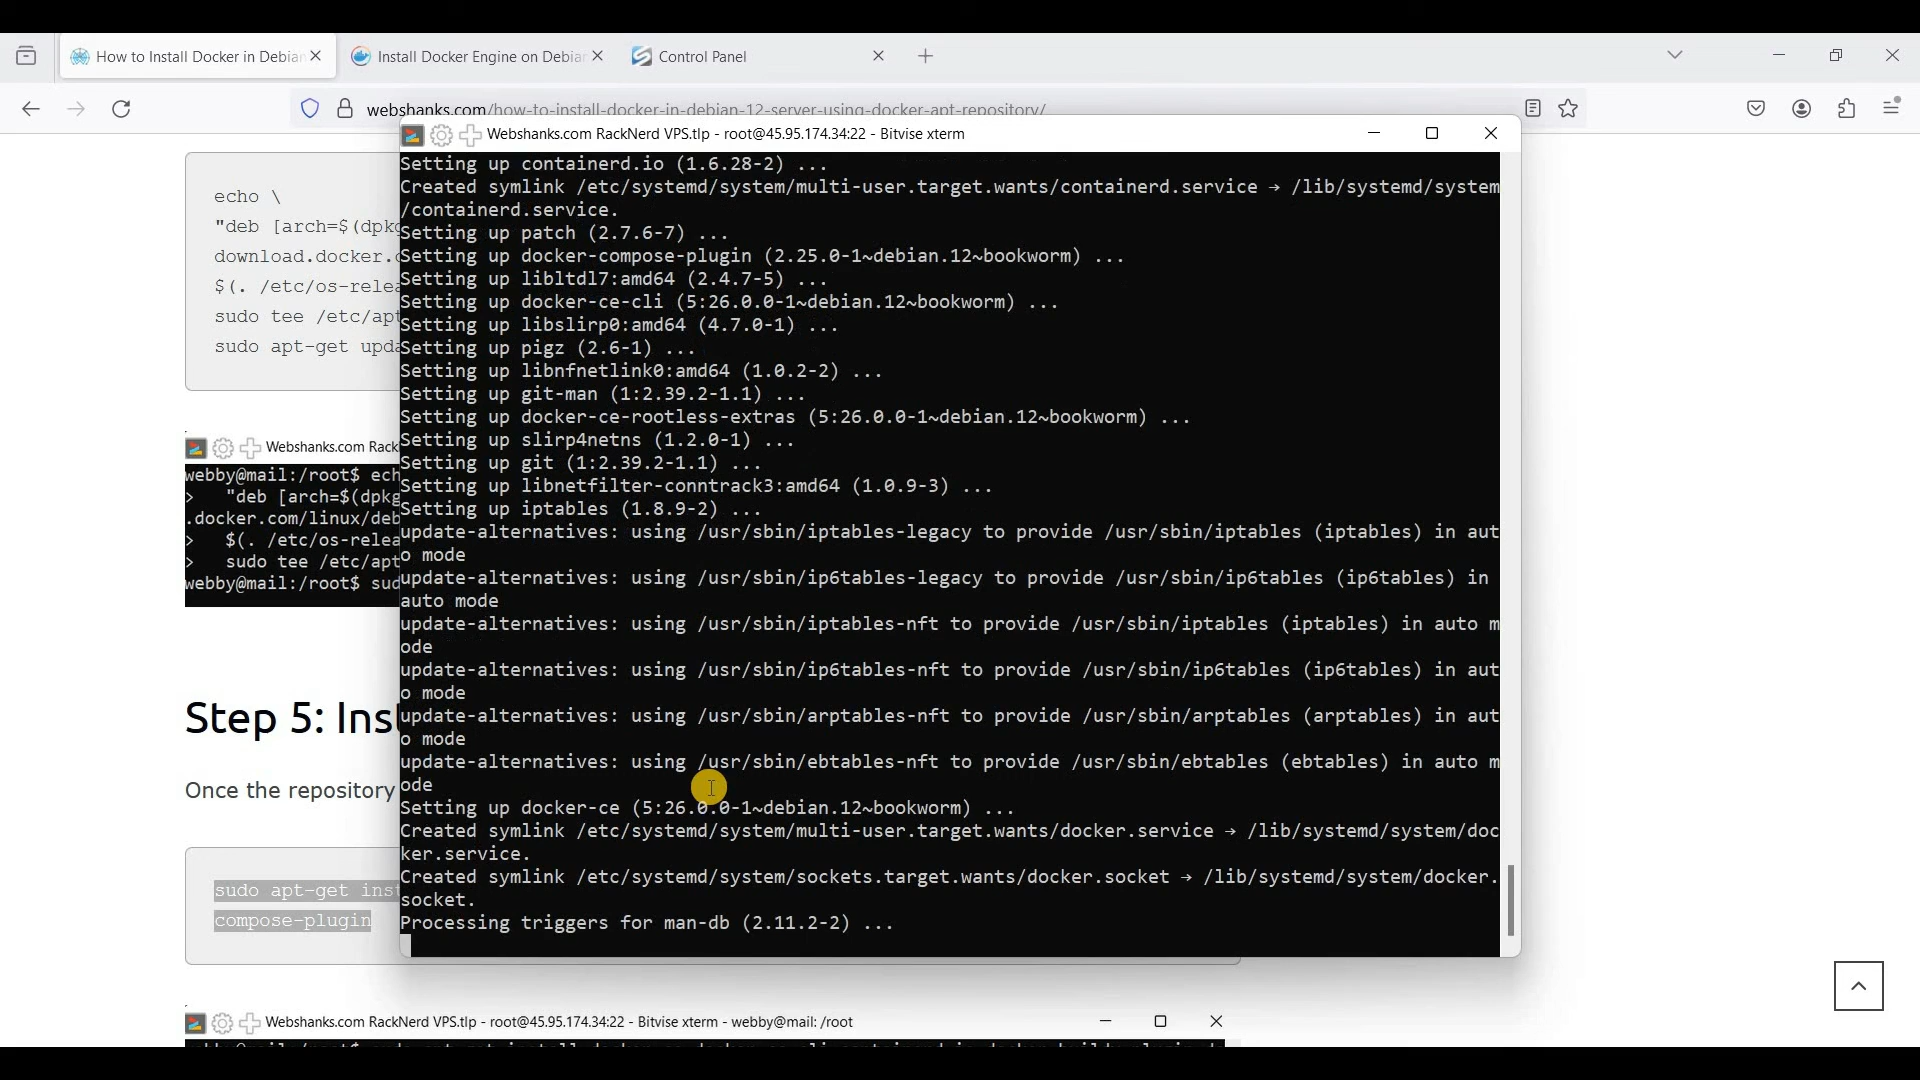 How to Install Docker in Debian
Install Docker Engine on Debian
Control Panel
webshanks.com/how-to-install-docker-in-debian-12-server-using-docker-apt-repository/
Webshanks.com RackNerd VPS.tlp - root@45.95.174.34:22 - Bitvise xterm
echo \
"deb [arch=$(dpkg
download.docker.c
$(. /etc/os-relea
sudo tee /etc/apt
sudo apt-get upda
Webshanks.com RackN
webby@mail:/root$ ech
> "deb [arch=$(dpkg
.docker.com/linux/deb
> $(. /etc/os-relea
> sudo tee /etc/apt
webby@mail:/root$ sud
Step 5: Inst
Once the repository
sudo apt-get inst
compose-plugin
Setting up containerd.io (1.6.28-2) ...
Created symlink /etc/systemd/system/multi-user.target.wants/containerd.service → /lib/systemd/system
/containerd.service.
Setting up patch (2.7.6-7) ...
Setting up docker-compose-plugin (2.25.0-1~debian.12~bookworm) ...
Setting up libltdl7:amd64 (2.4.7-5) ...
Setting up docker-ce-cli (5:26.0.0-1~debian.12~bookworm) ...
Setting up libslirp0:amd64 (4.7.0-1) ...
Setting up pigz (2.6-1) ...
Setting up libnfnetlink0:amd64 (1.0.2-2) ...
Setting up git-man (1:2.39.2-1.1) ...
Setting up docker-ce-rootless-extras (5:26.0.0-1~debian.12~bookworm) ...
Setting up slirp4netns (1.2.0-1) ...
Setting up git (1:2.39.2-1.1) ...
Setting up libnetfilter-conntrack3:amd64 (1.0.9-3) ...
Setting up iptables (1.8.9-2) ...
update-alternatives: using /usr/sbin/iptables-legacy to provide /usr/sbin/iptables (iptables) in aut
o mode
update-alternatives: using /usr/sbin/ip6tables-legacy to provide /usr/sbin/ip6tables (ip6tables) in
auto mode
update-alternatives: using /usr/sbin/iptables-nft to provide /usr/sbin/iptables (iptables) in auto m
ode
update-alternatives: using /usr/sbin/ip6tables-nft to provide /usr/sbin/ip6tables (ip6tables) in aut
o mode
update-alternatives: using /usr/sbin/arptables-nft to provide /usr/sbin/arptables (arptables) in aut
o mode
update-alternatives: using /usr/sbin/ebtables-nft to provide /usr/sbin/ebtables (ebtables) in auto m
ode
Setting up docker-ce (5:26.0.0-1~debian.12~bookworm) ...
Created symlink /etc/systemd/system/multi-user.target.wants/docker.service → /lib/systemd/system/doc
ker.service.
Created symlink /etc/systemd/system/sockets.target.wants/docker.socket → /lib/systemd/system/docker.
socket.
Processing triggers for man-db (2.11.2-2) ...
Webshanks.com RackNerd VPS.tlp - root@45.95.174.34:22 - Bitvise xterm - webby@mail: /root